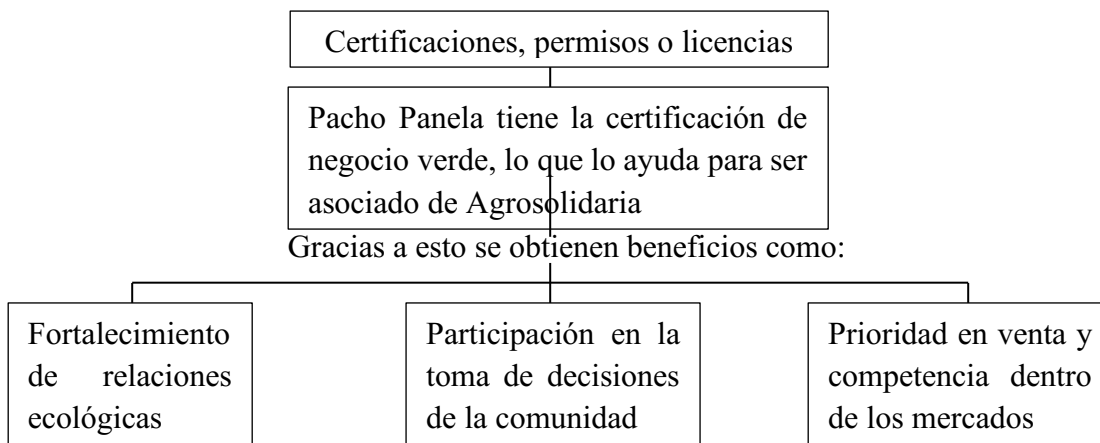 Certificaciones, permisos o licencias
Pacho Panela tiene la certificación de
negocio verde, lo que lo ayuda para ser
asociado de Agrosolidaria
Gracias a esto se obtienen beneficios como:
Fortalecimiento
de relaciones
ecológicas
Participación en la
toma de decisiones
de la comunidad
Prioridad en venta y
competencia dentro
de los mercados